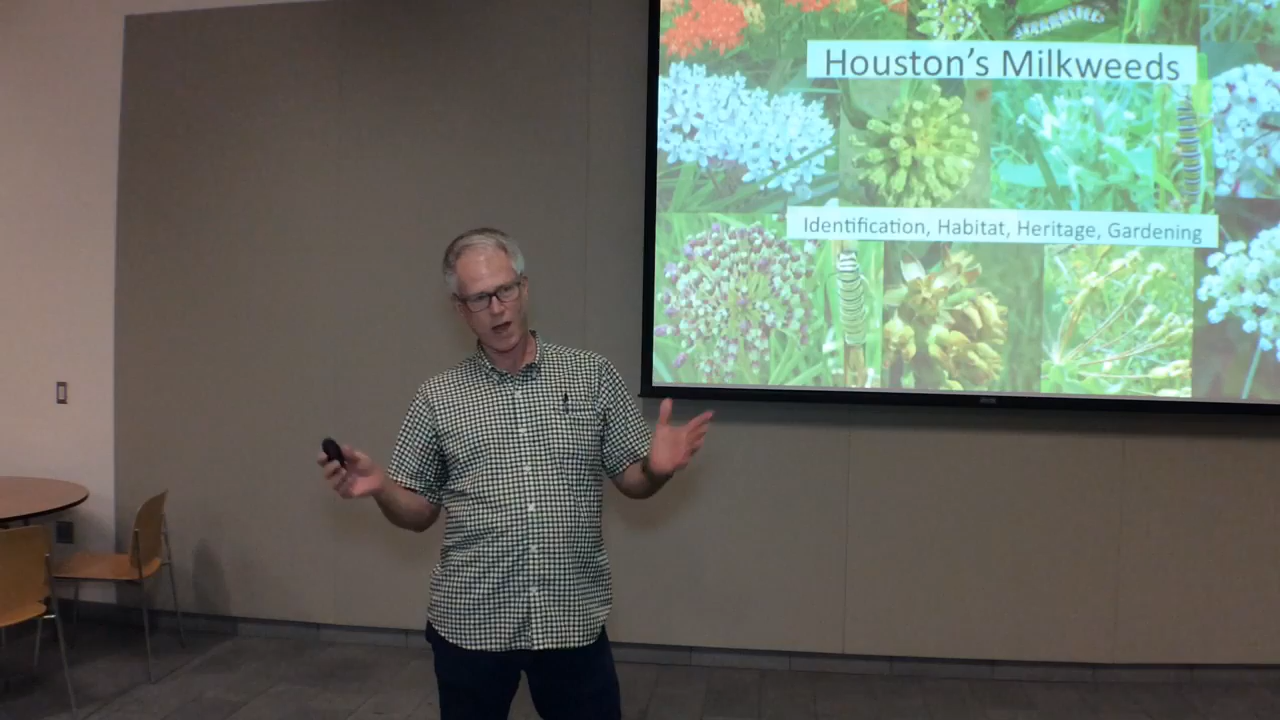 Houston's Milkweeds
Identification, Habitat, Heritage, Gardening